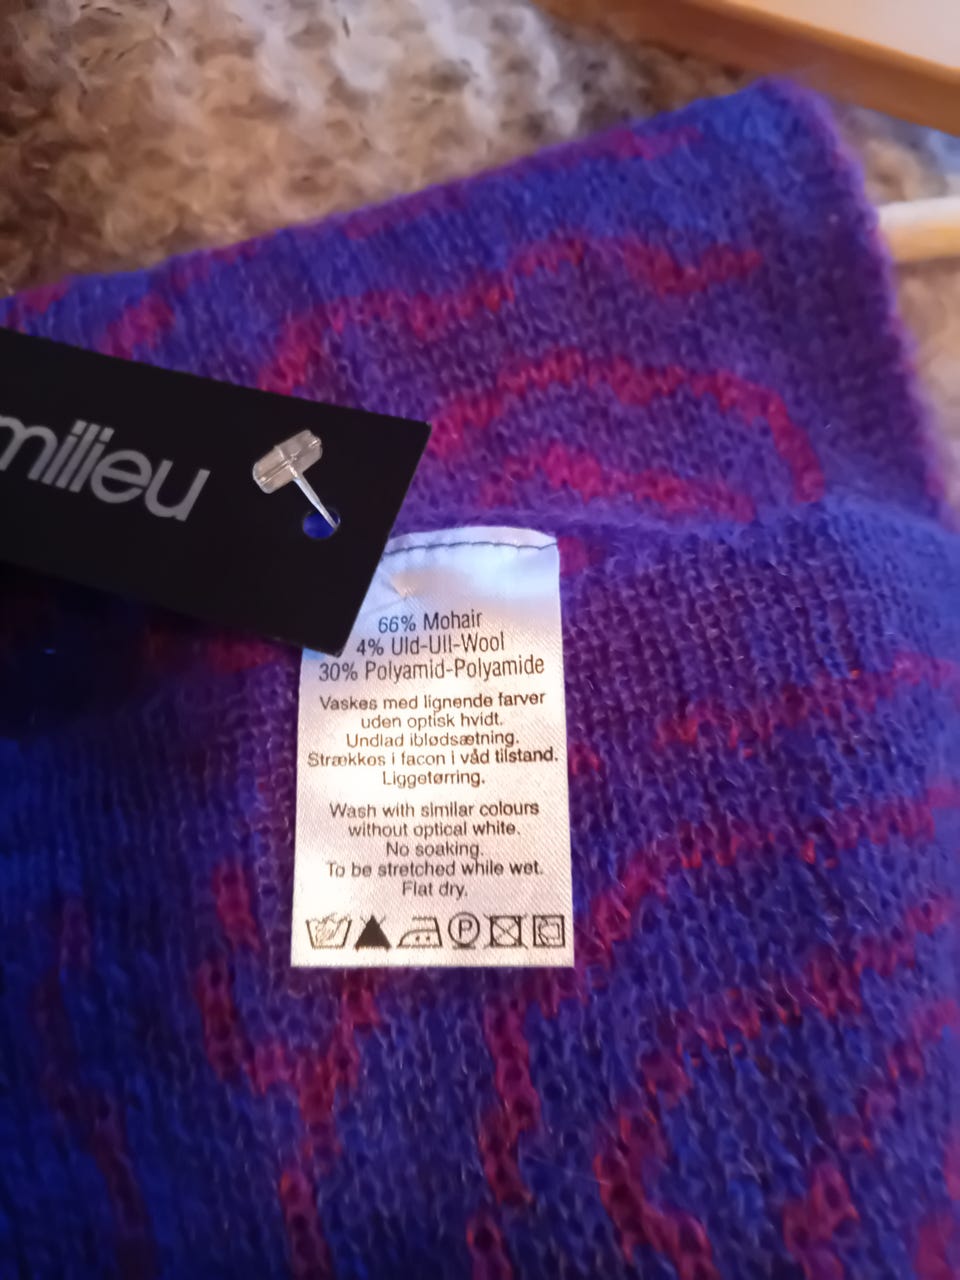 milieu
66% Mohair
4% Uld-Ull-Wool
30% Polyamid-Polyamide
Vaskes med lignende farver
uden optisk hvidt.
Undlad iblødsætning.
Strækkes i facon i våd tilstand.
Liggetørring.
Wash with similar colours
without optical white.
No soaking.
To be stretched while wet.
Flat dry.
P